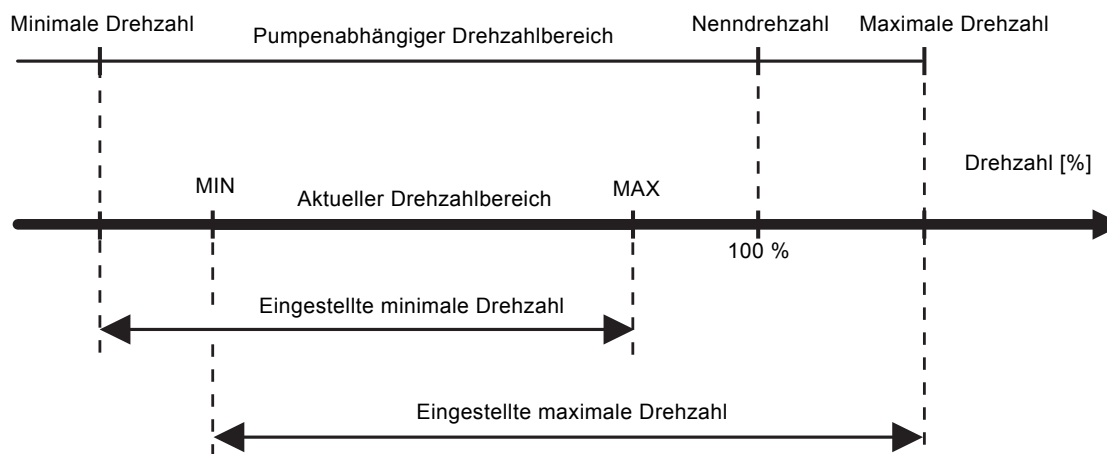 Minimale Drehzahl
Pumpenabhängiger Drehzahlbereich
Nenndrehzahl
Maximale Drehzahl
Drehzahl [%]
MIN
Aktueller Drehzahlbereich
MAX
100 %
Eingestellte minimale Drehzahl
Eingestellte maximale Drehzahl